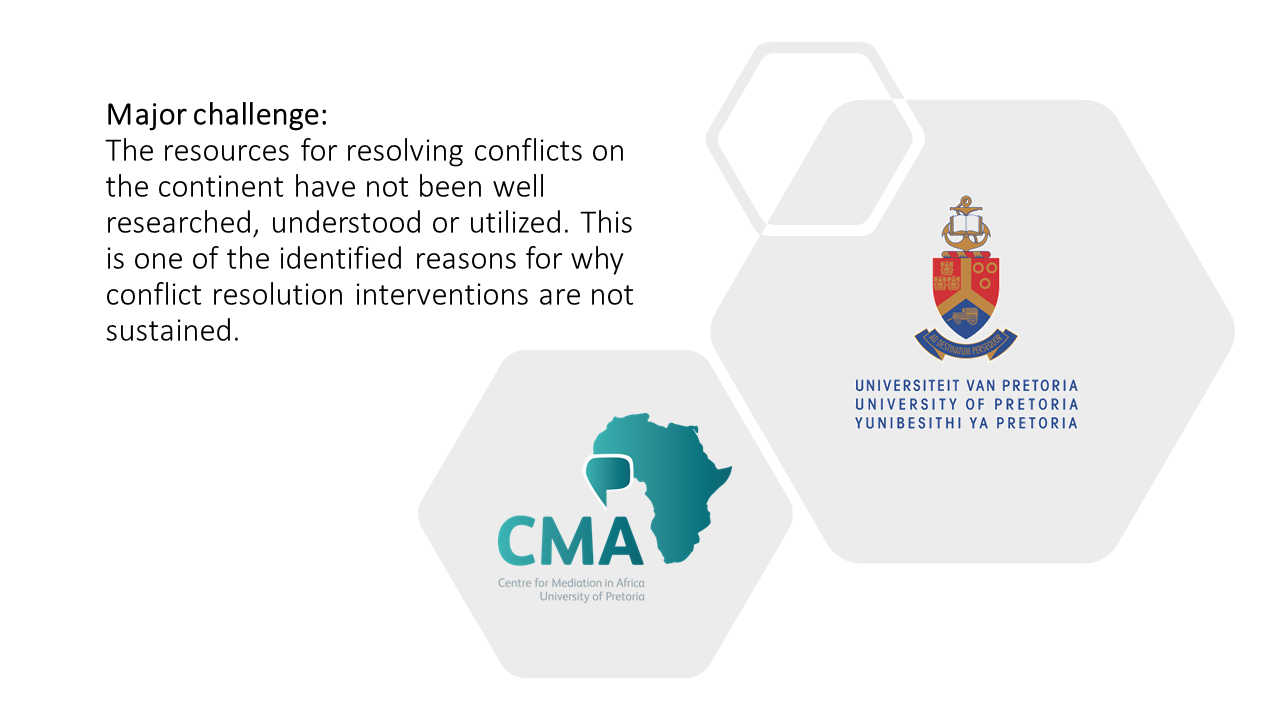 Major challenge:
The resources for resolving conflicts on
the continent have not been well
researched, understood or utilized. This
is one of the identified reasons for why
conflict resolution interventions are not
sustained.
AD DESTINATUM PERSEQUOR
UNIVERSITEIT VAN PRETORIA
UNIVERSITY OF PRETORIA
YUNIBESITHI YA PRETORIA
CMA
Centre for Mediation in Africa
University of Pretoria